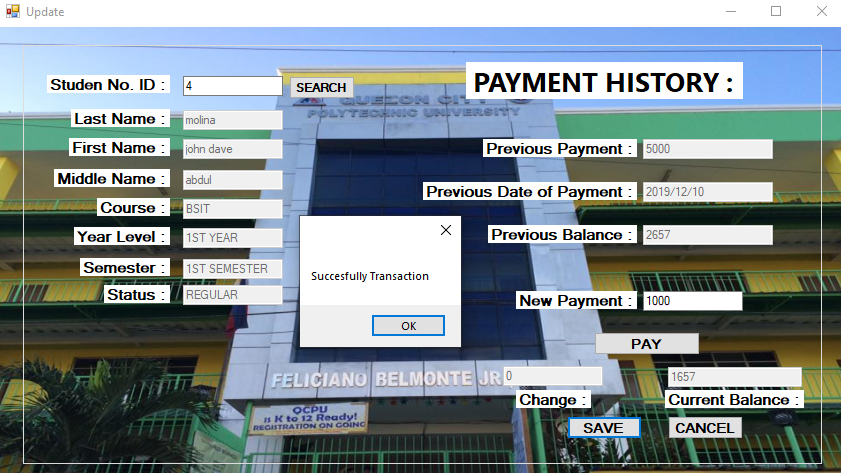 Update
Studen No. ID :
4
SEARCH
PAYMENT HISTORY :
Last Name :
molina
First Name :
john dave
Middle Name :
abdul
Course :
BSIT
Year Level :
1ST YEAR
Semester :
1ST SEMESTER
Status :
REGULAR
Previous Payment :
5000
Previous Date of Payment :
2019/12/10
Previous Balance :
2657
New Payment :
1000
PAY
0
1657
Change :
Current Balance :
SAVE
CANCEL
Succesfully Transaction
OK
QUEZON CITY
POLYTECHNIC UNIVERSITY
FELICIANO BELMONTE JR
QCPU
is K to 12 Ready!
REGISTRATION ON GOING